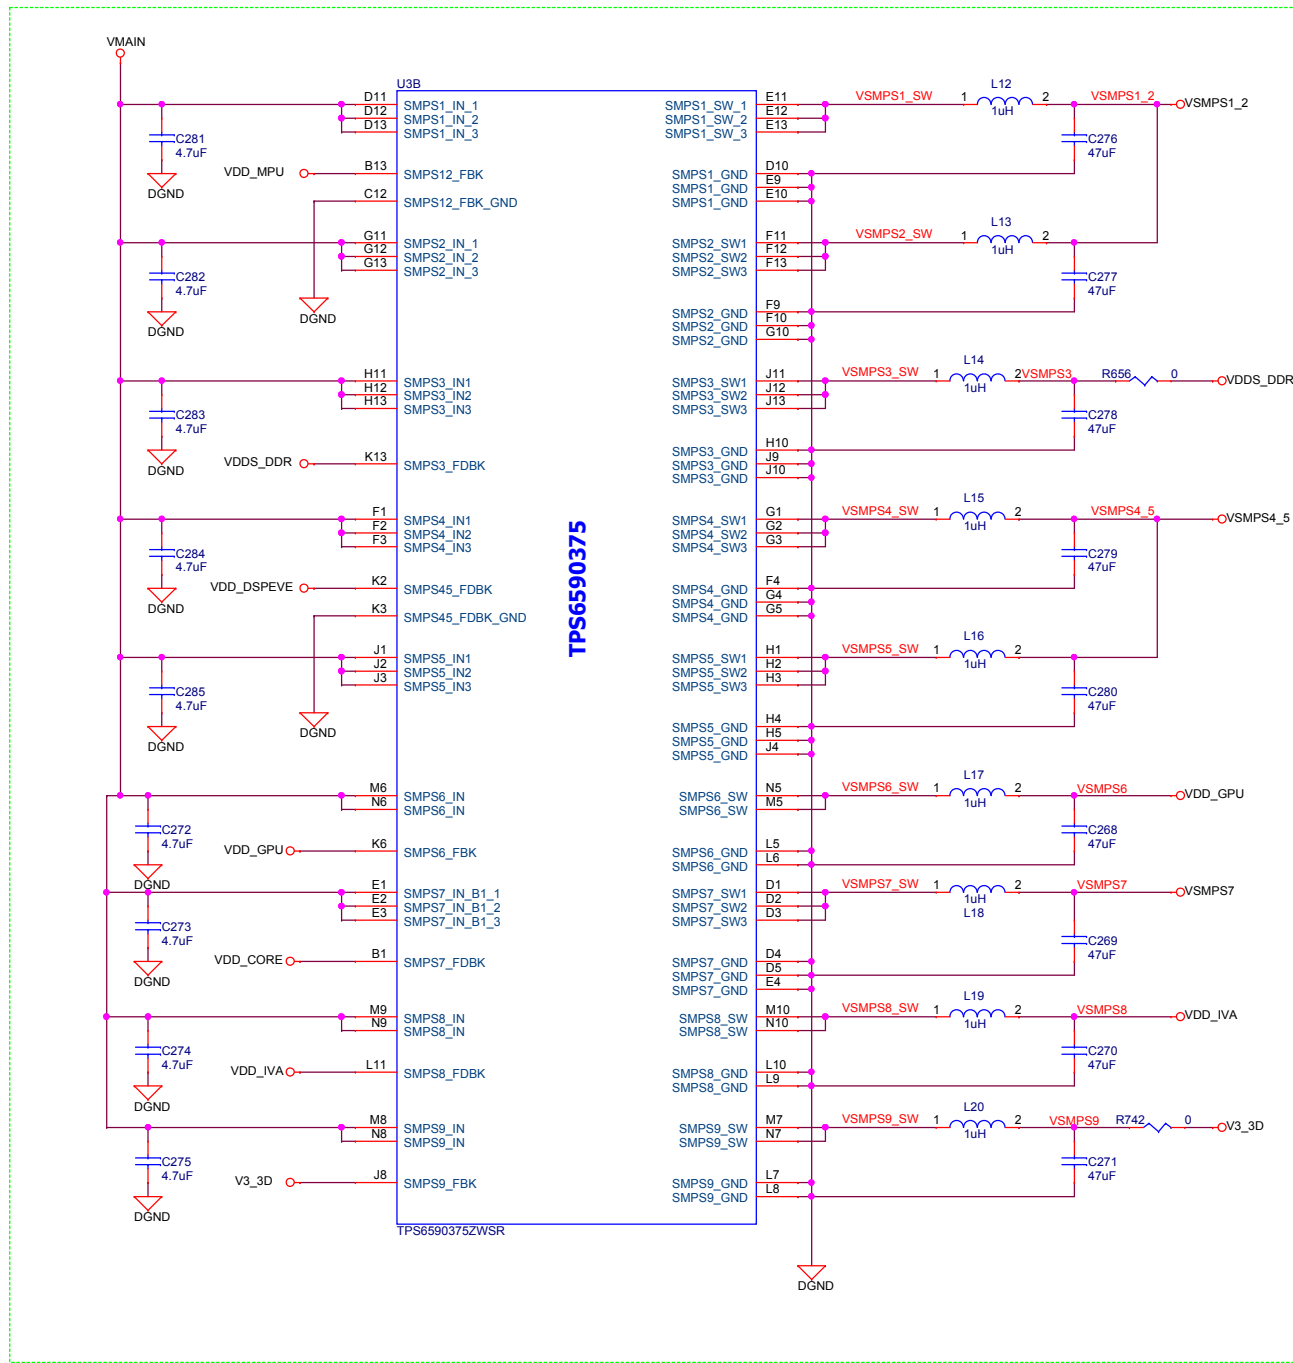 VMAIN
U3B
D11 SMPS1_IN_1 SMPS1_SW_1 E11 VSMPS1_SW 1 L12 2 VSMPS1_2 VSMPS1_2
D12 SMPS1_IN_2 SMPS1_SW_2 E12 1uH
D13 SMPS1_IN_3 SMPS1_SW_3 E13
C281 C276
4.7uF 47uF
VDD_MPU B13 SMPS12_FBK SMPS1_GND D10
DGND SMPS1_GND E9
C12 SMPS12_FBK_GND SMPS1_GND E10
G11 SMPS2_IN_1 SMPS2_SW1 F11 VSMPS2_SW 1 L13 2
G12 SMPS2_IN_2 SMPS2_SW2 F12 1uH
G13 SMPS2_IN_3 SMPS2_SW3 F13
C282 C277
4.7uF 47uF
SMPS2_GND F9
DGND DGND SMPS2_GND F10
SMPS2_GND G10
H11 SMPS3_IN1 SMPS3_SW1 J11 VSMPS3_SW 1 L14 2 VSMPS3 R656 0 VDDS_DDR
H12 SMPS3_IN2 SMPS3_SW2 J12 1uH
H13 SMPS3_IN3 SMPS3_SW3 J13
C283 C278
4.7uF 47uF
SMPS3_GND H10
VDDS_DDR K13 SMPS3_FDBK SMPS3_GND J9
DGND SMPS3_GND J10
F1 SMPS4_IN1 SMPS4_SW1 G1 VSMPS4_SW 1 L15 2 VSMPS4_5 VSMPS4_5
F2 SMPS4_IN2 SMPS4_SW2 G2 1uH
F3 SMPS4_IN3 SMPS4_SW3 G3
C284 C279
4.7uF 47uF
TPS6590375
VDD_DSPEVE K2 SMPS45_FDBK SMPS4_GND F4
DGND SMPS4_GND G4
K3 SMPS45_FDBK_GND SMPS4_GND G5
J1 SMPS5_IN1 SMPS5_SW1 H1 VSMPS5_SW 1 L16 2
J2 SMPS5_IN2 SMPS5_SW2 H2 1uH
J3 SMPS5_IN3 SMPS5_SW3 H3
C285 C280
4.7uF 47uF
SMPS5_GND H4
DGND DGND SMPS5_GND H5
SMPS5_GND J4
M6 SMPS6_IN SMPS6_SW N5 VSMPS6_SW 1 L17 2 VSMPS6 VDD_GPU
N6 SMPS6_IN SMPS6_SW M5 1uH
C272 C268
4.7uF 47uF
VDD_GPU K6 SMPS6_FBK SMPS6_GND L5
SMPS6_GND L6
DGND
E1 SMPS7_IN_B1_1 SMPS7_SW1 D1 VSMPS7_SW 1 1uH 2 VSMPS7 VSMPS7
E2 SMPS7_IN_B1_2 SMPS7_SW2 D2 L18
E3 SMPS7_IN_B1_3 SMPS7_SW3 D3
C273 C269
4.7uF 47uF
VDD_CORE B1 SMPS7_FDBK SMPS7_GND D4
SMPS7_GND D5
DGND SMPS7_GND E4
M9 SMPS8_IN SMPS8_SW M10 VSMPS8_SW 1 L19 2 VSMPS8 VDD_IVA
N9 SMPS8_IN SMPS8_SW N10 1uH
C274 C270
4.7uF 47uF
VDD_IVA L11 SMPS8_FDBK SMPS8_GND L10
SMPS8_GND L9
DGND
M8 SMPS9_IN SMPS9_SW M7 VSMPS9_SW 1 L20 2 VSMPS9 R742 0 V3_3D
N8 SMPS9_IN SMPS9_SW N7 1uH
C275 C271
4.7uF 47uF
V3_3D J8 SMPS9_FBK SMPS9_GND L7
SMPS9_GND L8
DGND
TPS6590375ZWSR
DGND